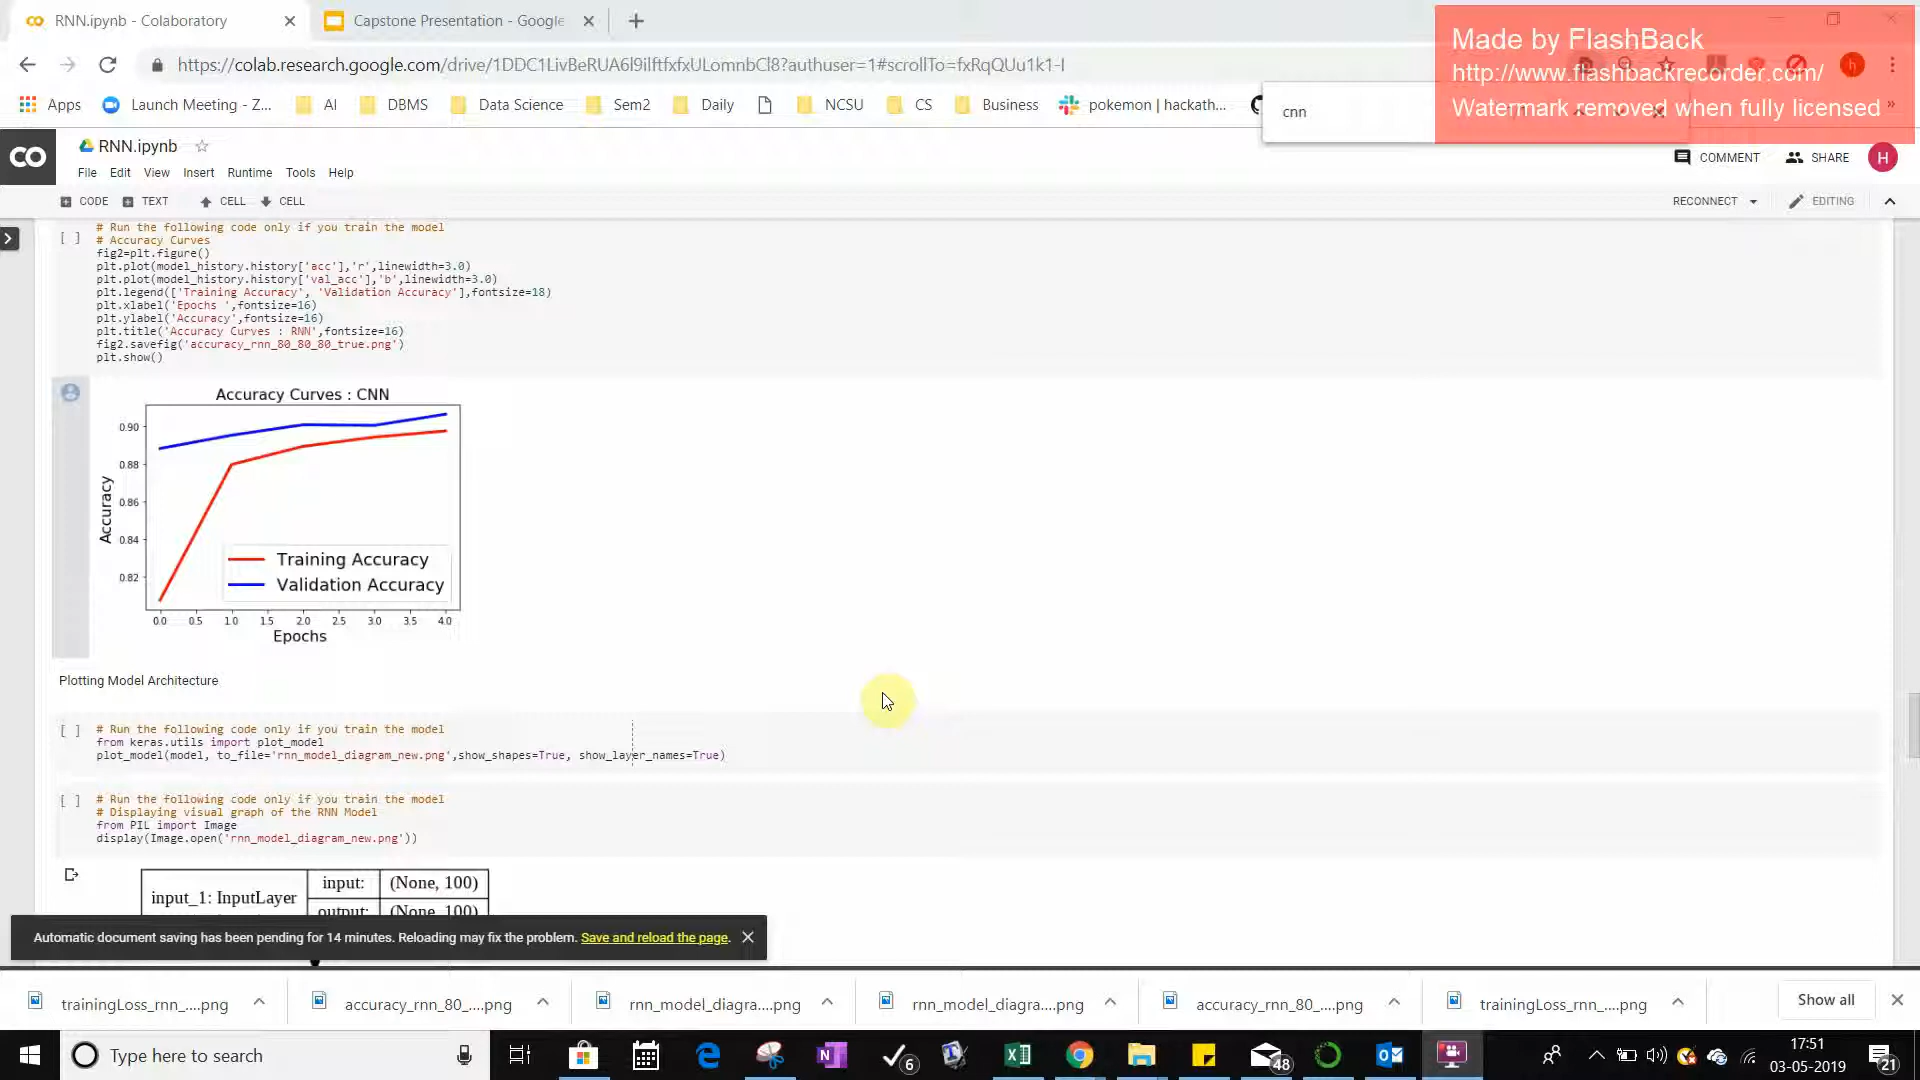 RNN.ipynb - Colaboratory
Capstone Presentation - Google
https://colab.research.google.com/drive/1DDC1LivBeRUA6l9ilftfxfxULomnbCl8?authuser=1#scrollTo=fxRqQUu1k1-I
Made by FlashBack
http://www.flashbackrecorder.com/
Watermark removed when fully licensed
Apps
Launch Meeting - Z...
AI
DBMS
Data Science
Sem2
Daily
NCSU
CS
Business
pokemon | hackath...
cnn
CO
RNN.ipynb
COMMENT
SHARE
H
File Edit View Insert Runtime Tools Help
CODE TEXT CELL CELL
RECONNECT
EDITING
[ ]
# Run the following code only if you train the model
# Accuracy Curves
fig2=plt.figure()
plt.plot(model_history.history['acc'],'r',linewidth=3.0)
plt.plot(model_history.history['val_acc'],'b',linewidth=3.0)
plt.legend(['Training Accuracy', 'Validation Accuracy'],fontsize=18)
plt.xlabel('Epochs ',fontsize=16)
plt.ylabel('Accuracy',fontsize=16)
plt.title('Accuracy Curves : RNN',fontsize=16)
fig2.savefig('accuracy_rnn_80_80_80_true.png')
plt.show()
Accuracy Curves : CNN
Accuracy
0.90
0.88
0.86
0.84
0.82
Training Accuracy
Validation Accuracy
0.0 0.5 1.0 1.5 2.0 2.5 3.0 3.5 4.0
Epochs
Plotting Model Architecture
[ ]
# Run the following code only if you train the model
from keras.utils import plot_model
plot_model(model, to_file='rnn_model_diagram_new.png',show_shapes=True, show_layer_names=True)
[ ]
# Run the following code only if you train the model
# Displaying visual graph of the RNN Model
from PIL import Image
display(Image.open('rnn_model_diagram_new.png'))
input_1: InputLayer
input: (None, 100)
output: (None, 100)
Automatic document saving has been pending for 14 minutes. Reloading may fix the problem. Save and reload the page.
trainingLoss_rnn_....png
accuracy_rnn_80_....png
rnn_model_diagra....png
rnn_model_diagra....png
accuracy_rnn_80_....png
trainingLoss_rnn_....png
Show all
Type here to search
6
48
17:51
03-05-2019
21